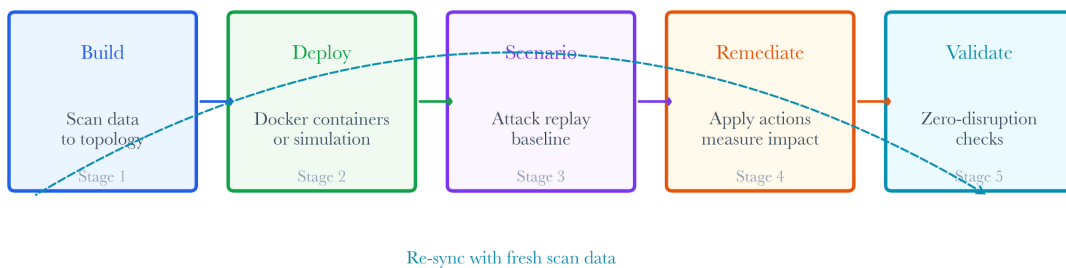 Build
Scan data
to topology
Stage 1
Deploy
Docker containers
or simulation
Stage 2
Scenario
Attack replay
baseline
Stage 3
Remediate
Apply actions
measure impact
Stage 4
Validate
Zero-disruption
checks
Stage 5
Re-sync with fresh scan data